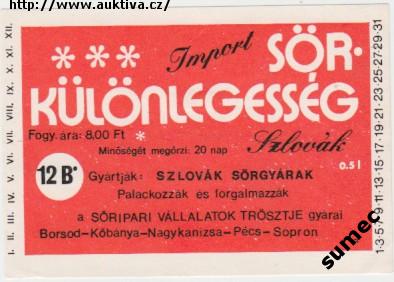 http://www.auktiva.cz/
* * *
Import
SÖR-
KÜLÖNLEGESSÉG
Fogy. ára: 8,00 Ft *
Szlovák
Minőségét megőrzi: 20 nap
0.5 l
12 B°
Gyártják: SZLOVÁK SÖRGYÁRAK
Palackozzák és forgalmazzák
a SÖRIPARI VÁLLALATOK TRÖSZTJE gyárai
Borsod-Kőbánya-Nagykanizsa-Pécs-Sopron
I. II. III. IV. V. VI. VII. VIII. IX. X. XI. XII.
1-3-5-7-9-11-13-15-17-19-21-23-25-27-29-31
sumec